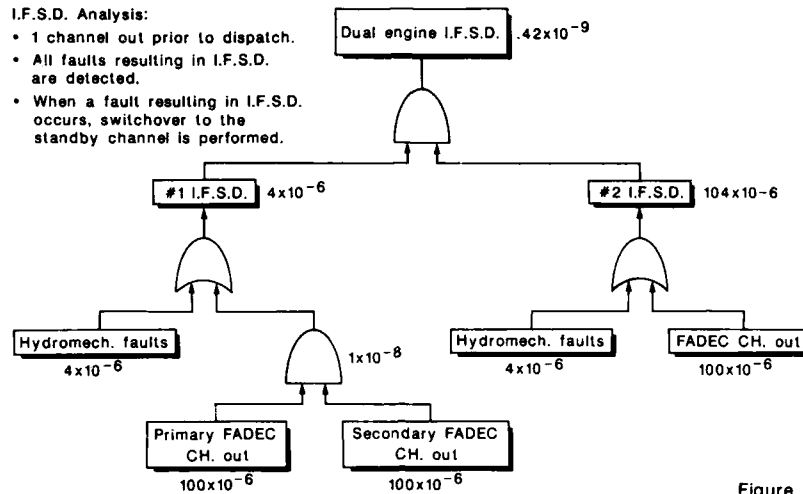 I.F.S.D. Analysis:
• 1 channel out prior to dispatch.
• All faults resulting in I.F.S.D.
are detected.
• When a fault resulting in I.F.S.D.
occurs, switchover to the
standby channel is performed.
Dual engine I.F.S.D.
.42x10⁻⁹
#1 I.F.S.D.
4x10⁻⁶
#2 I.F.S.D.
104x10-6
Hydromech. faults
4x10⁻⁶
1x10⁻⁸
Hydromech. faults
4x10⁻⁶
FADEC CH. out
100x10⁻⁶
Primary FADEC
CH. out
100x10⁻⁶
Secondary FADEC
CH. out
100x10⁻⁶
Figure